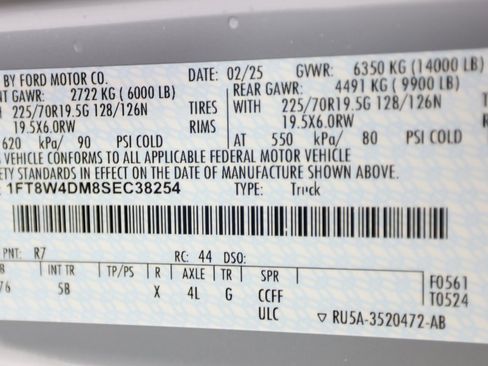 BY FORD MOTOR CO. DATE: 02/25 GVWR: 6350 KG (14000 LB)
NT GAWR: 2722 KG ( 6000 LB) REAR GAWR: 4491 KG ( 9900 LB)
H 225/70R19.5G 128/126N TIRES WITH 225/70R19.5G 128/126N
19.5X6.0RW RIMS 19.5X6.0RW
620 kPa/ 90 PSI COLD AT 550 kPa/ 80 PSI COLD
S VEHICLE CONFORMS TO ALL APPLICABLE FEDERAL MOTOR VEHICLE
ETY STANDARDS IN EFFECT ON THE DATE OF MANUFACTURE SHOWN ABOVE.
1FT8W4DM8SEC38254 TYPE: Truck
PNT: R7 RC: 44 DSO:
B INT TR TP/PS R AXLE TR SPR F0561
76 5B X 4L G CCFF T0524
ULC ▽ RU5A-3520472-AB